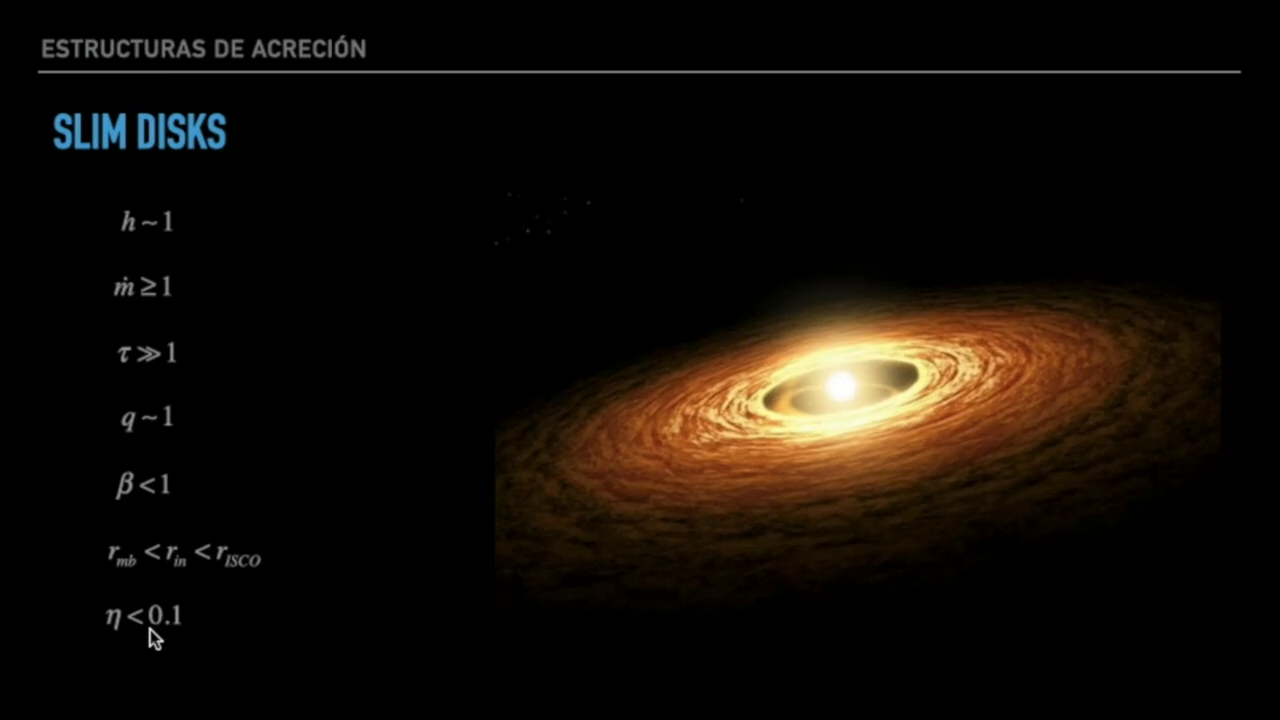 ESTRUCTURAS DE ACRECIÓN
SLIM DISKS
h ~ 1
ṁ ≥ 1
τ ≫ 1
q ~ 1
β < 1
r_mb < r_in < r_ISCO
η < 0.1